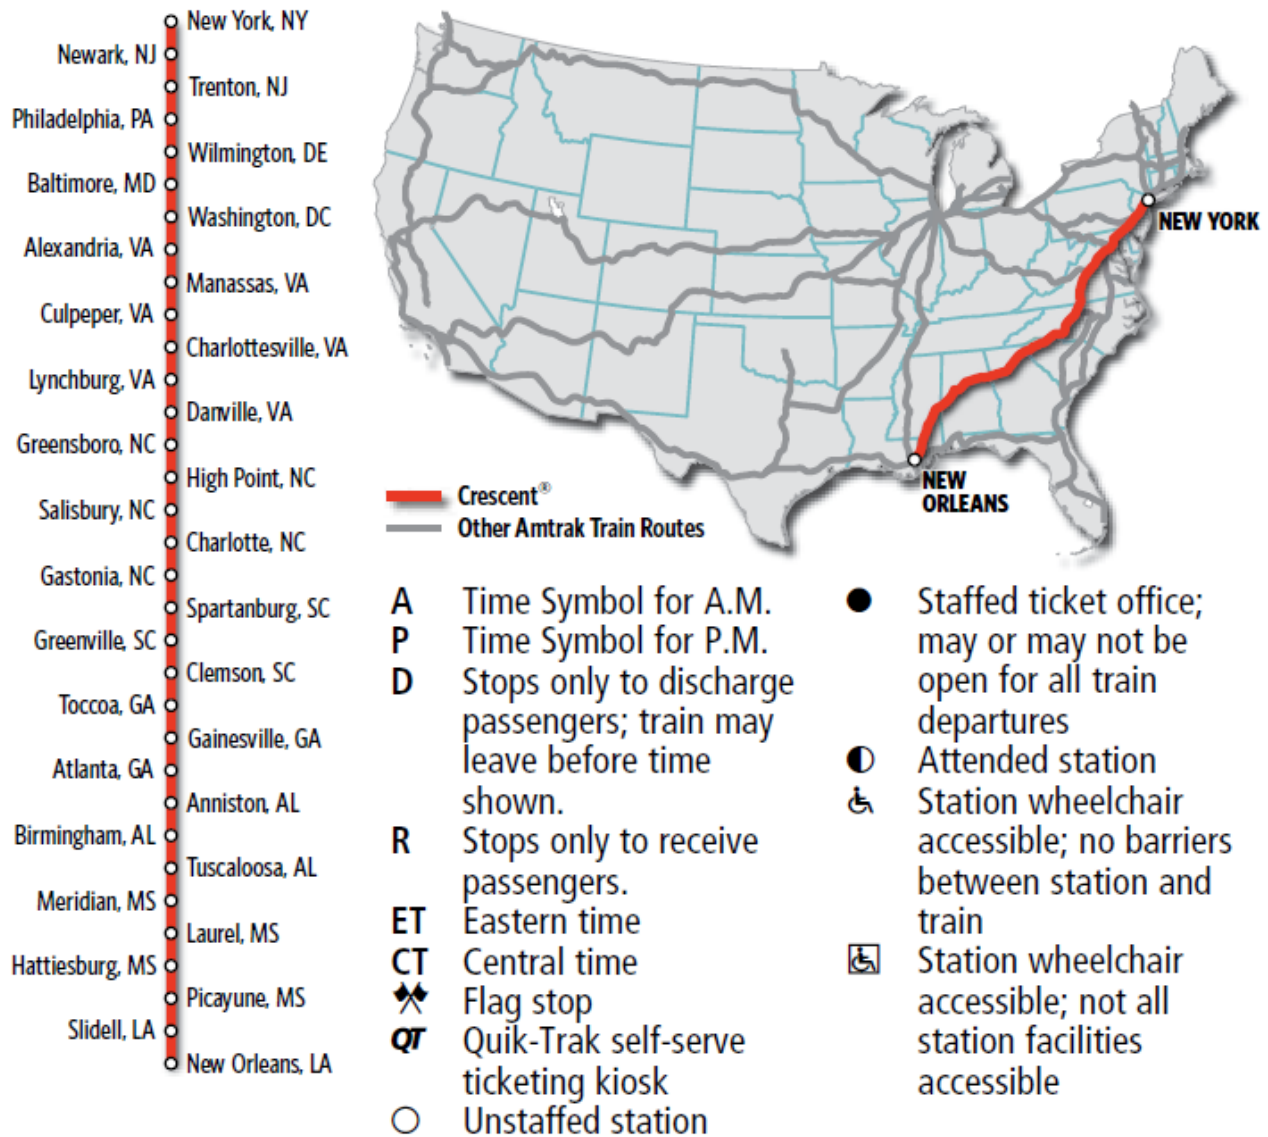 New York, NY
Newark, NJ
Trenton, NJ
Philadelphia, PA
Wilmington, DE
Baltimore, MD
Washington, DC
Alexandria, VA
Manassas, VA
Culpeper, VA
Charlottesville, VA
Lynchburg, VA
Danville, VA
Greensboro, NC
High Point, NC
Salisbury, NC
Charlotte, NC
Gastonia, NC
Spartanburg, SC
Greenville, SC
Clemson, SC
Toccoa, GA
Gainesville, GA
Atlanta, GA
Anniston, AL
Birmingham, AL
Tuscaloosa, AL
Meridian, MS
Laurel, MS
Hattiesburg, MS
Picayune, MS
Slidell, LA
New Orleans, LA
NEW YORK
NEW
ORLEANS
Crescent®
Other Amtrak Train Routes
A Time Symbol for A.M.
P Time Symbol for P.M.
D Stops only to discharge
passengers; train may
leave before time
shown.
R Stops only to receive
passengers.
ET Eastern time
CT Central time
Flag stop
QT Quik-Trak self-serve
ticketing kiosk
Unstaffed station
Staffed ticket office;
may or may not be
open for all train
departures
Attended station
Station wheelchair
accessible; no barriers
between station and
train
Station wheelchair
accessible; not all
station facilities
accessible